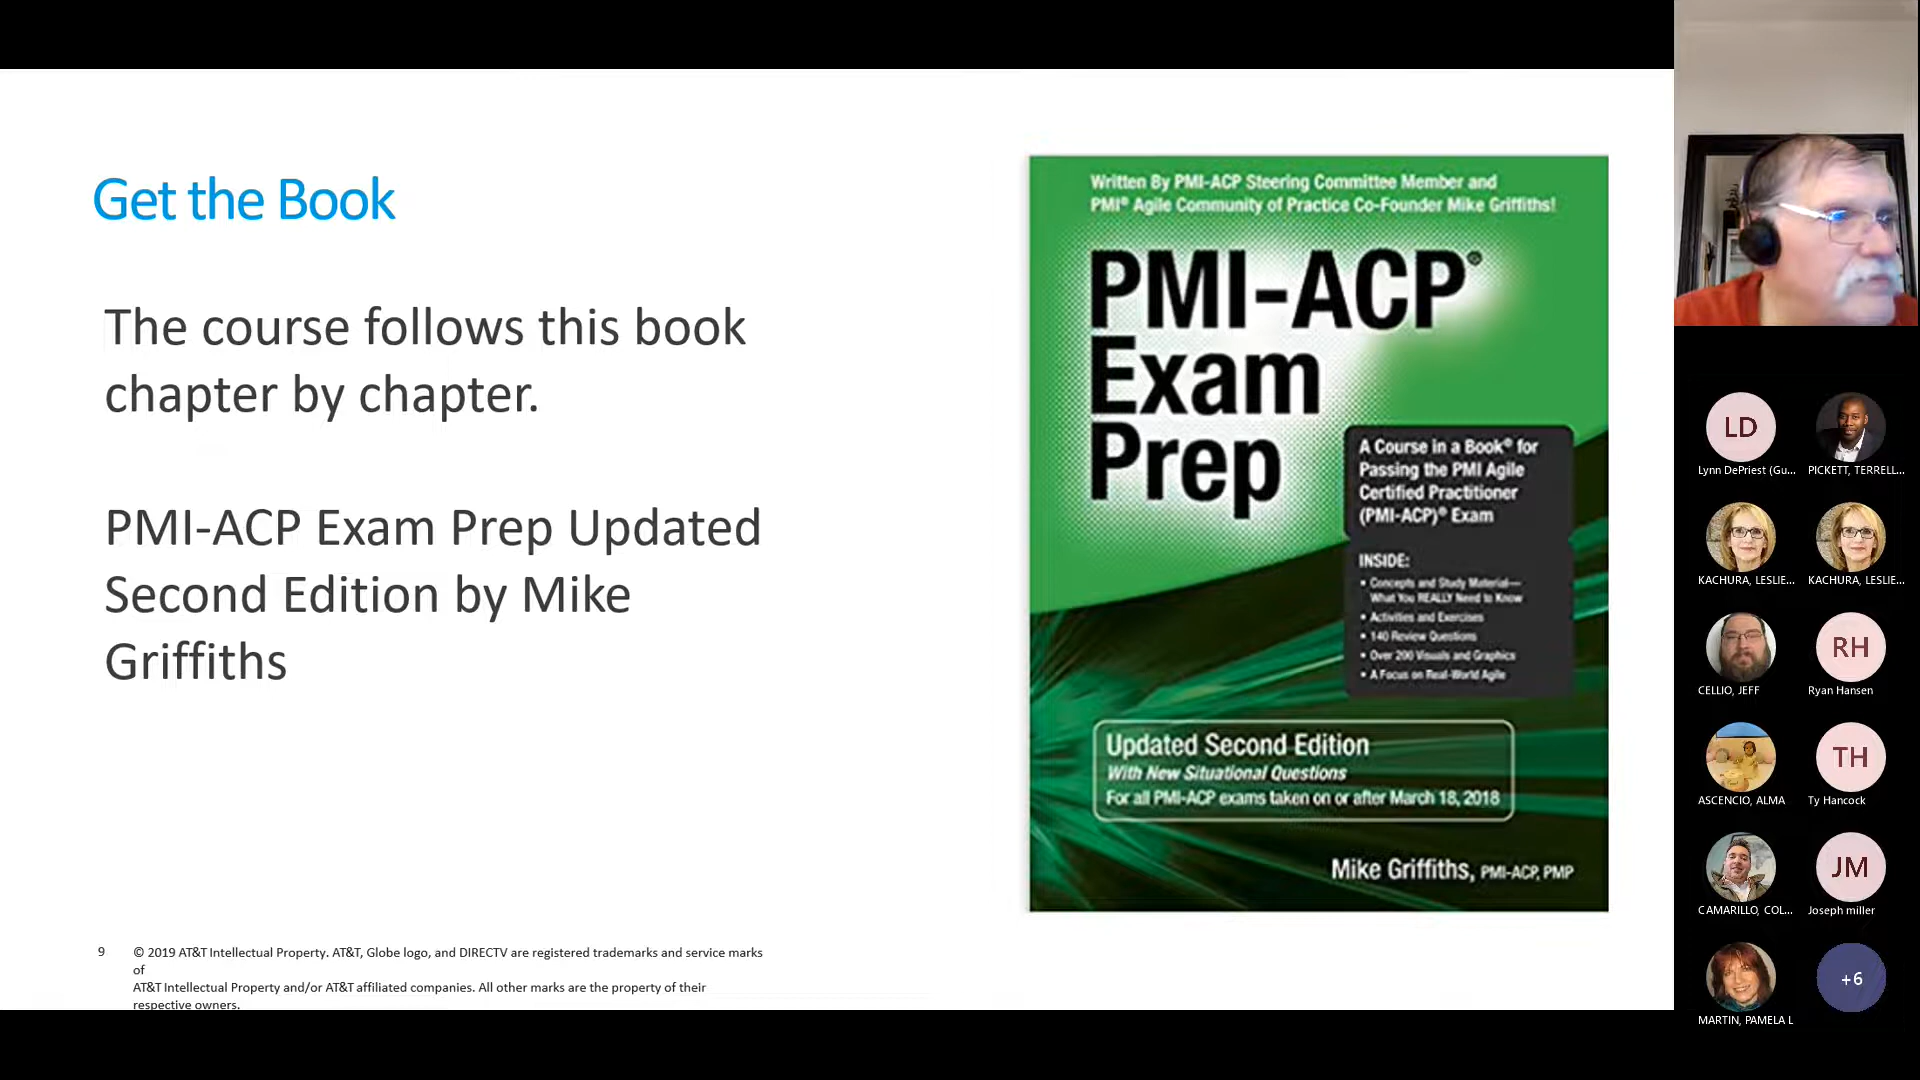 Get the Book
The course follows this book
chapter by chapter.
PMI-ACP Exam Prep Updated
Second Edition by Mike
Griffiths
9
© 2019 AT&T Intellectual Property. AT&T, Globe logo, and DIRECTV are registered trademarks and service marks
of
AT&T Intellectual Property and/or AT&T affiliated companies. All other marks are the property of their
respective owners.
Written By PMI-ACP Steering Committee Member and
PMI® Agile Community of Practice Co-Founder Mike Griffiths!
PMI-ACP®
Exam
Prep
A Course in a Book® for
Passing the PMI Agile
Certified Practitioner
(PMI-ACP)® Exam
INSIDE:
• Concepts and Study Material—
What You REALLY Need to Know
• Activities and Exercises
• 140 Review Questions
• Over 200 Visuals and Graphics
• A Focus on Real-World Agile
Updated Second Edition
With New Situational Questions
For all PMI-ACP exams taken on or after March 18, 2018
Mike Griffiths, PMI-ACP, PMP
LD
Lynn DePriest (Gu...
PICKETT, TERRELL...
KACHURA, LESLIE...
KACHURA, LESLIE...
CELLIO, JEFF
RH
Ryan Hansen
ASCENCIO, ALMA
TH
Ty Hancock
CAMARILLO, COL...
JM
Joseph miller
MARTIN, PAMELA L
+6